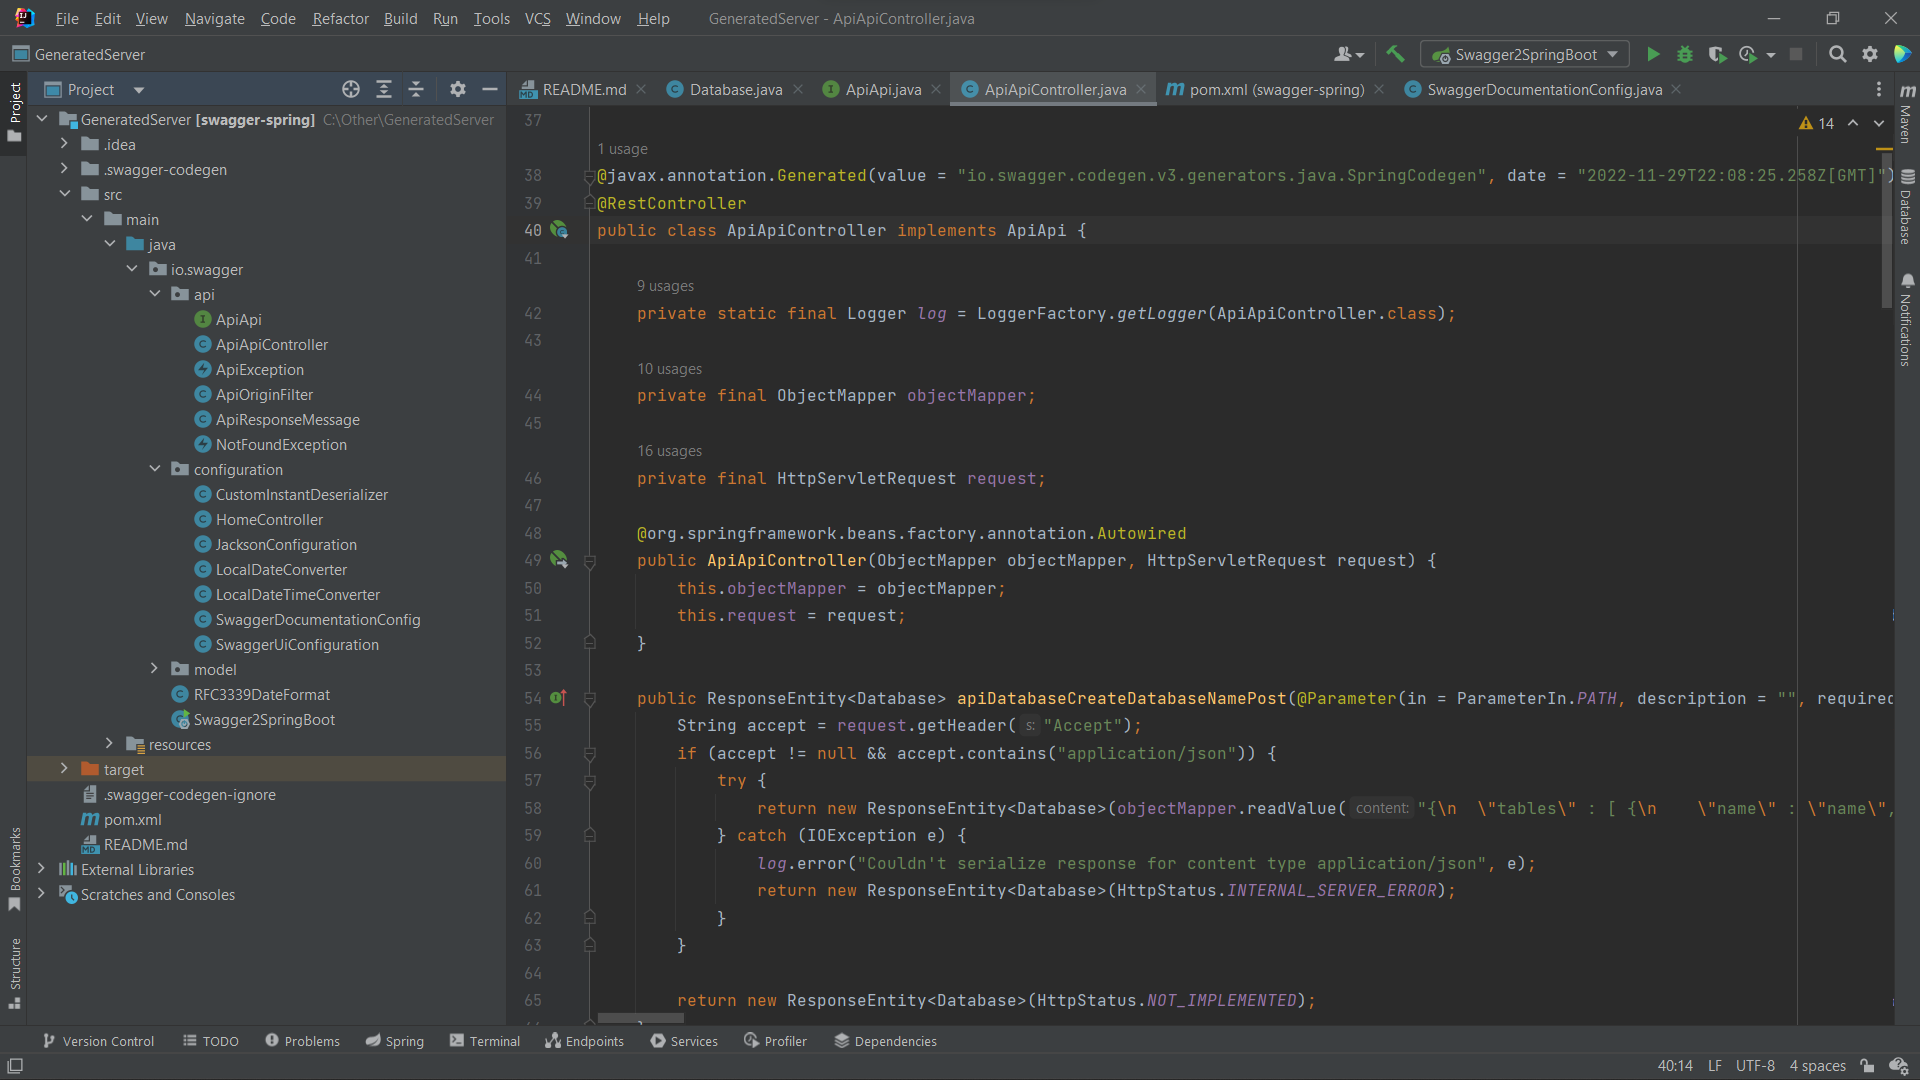 File Edit View Navigate Code Refactor Build Run Tools VCS Window Help GeneratedServer - ApiApiController.java
GeneratedServer
Swagger2SpringBoot
Project
README.md
Database.java
ApiApi.java
ApiApiController.java
pom.xml (swagger-spring)
SwaggerDocumentationConfig.java
Project
GeneratedServer [swagger-spring] C:\Other\GeneratedServer
.idea
.swagger-codegen
src
main
java
io.swagger
api
ApiApi
ApiApiController
ApiException
ApiOriginFilter
ApiResponseMessage
NotFoundException
configuration
CustomInstantDeserializer
HomeController
JacksonConfiguration
LocalDateConverter
LocalDateTimeConverter
SwaggerDocumentationConfig
SwaggerUiConfiguration
model
RFC3339DateFormat
Swagger2SpringBoot
resources
target
.swagger-codegen-ignore
pom.xml
README.md
External Libraries
Scratches and Consoles
Bookmarks
Structure
14
37
1 usage
38 @javax.annotation.Generated(value = "io.swagger.codegen.v3.generators.java.SpringCodegen", date = "2022-11-29T22:08:25.258Z[GMT]")
39 @RestController
40 public class ApiApiController implements ApiApi {
41
9 usages
42 private static final Logger log = LoggerFactory.getLogger(ApiApiController.class);
43
10 usages
44 private final ObjectMapper objectMapper;
45
16 usages
46 private final HttpServletRequest request;
47
48 @org.springframework.beans.factory.annotation.Autowired
49 public ApiApiController(ObjectMapper objectMapper, HttpServletRequest request) {
50 this.objectMapper = objectMapper;
51 this.request = request;
52 }
53
54 public ResponseEntity<Database> apiDatabaseCreateDatabaseNamePost(@Parameter(in = ParameterIn.PATH, description = "", required
55 String accept = request.getHeader( s: "Accept");
56 if (accept != null && accept.contains("application/json")) {
57 try {
58 return new ResponseEntity<Database>(objectMapper.readValue( content: "{\n  \"tables\" : [ {\n    \"name\" : \"name\",
59 } catch (IOException e) {
60 log.error("Couldn't serialize response for content type application/json", e);
61 return new ResponseEntity<Database>(HttpStatus.INTERNAL_SERVER_ERROR);
62 }
63 }
64
65 return new ResponseEntity<Database>(HttpStatus.NOT_IMPLEMENTED);
Maven
Database
Notifications
Version Control TODO Problems Spring Terminal Endpoints Services Profiler Dependencies
40:14 LF UTF-8 4 spaces